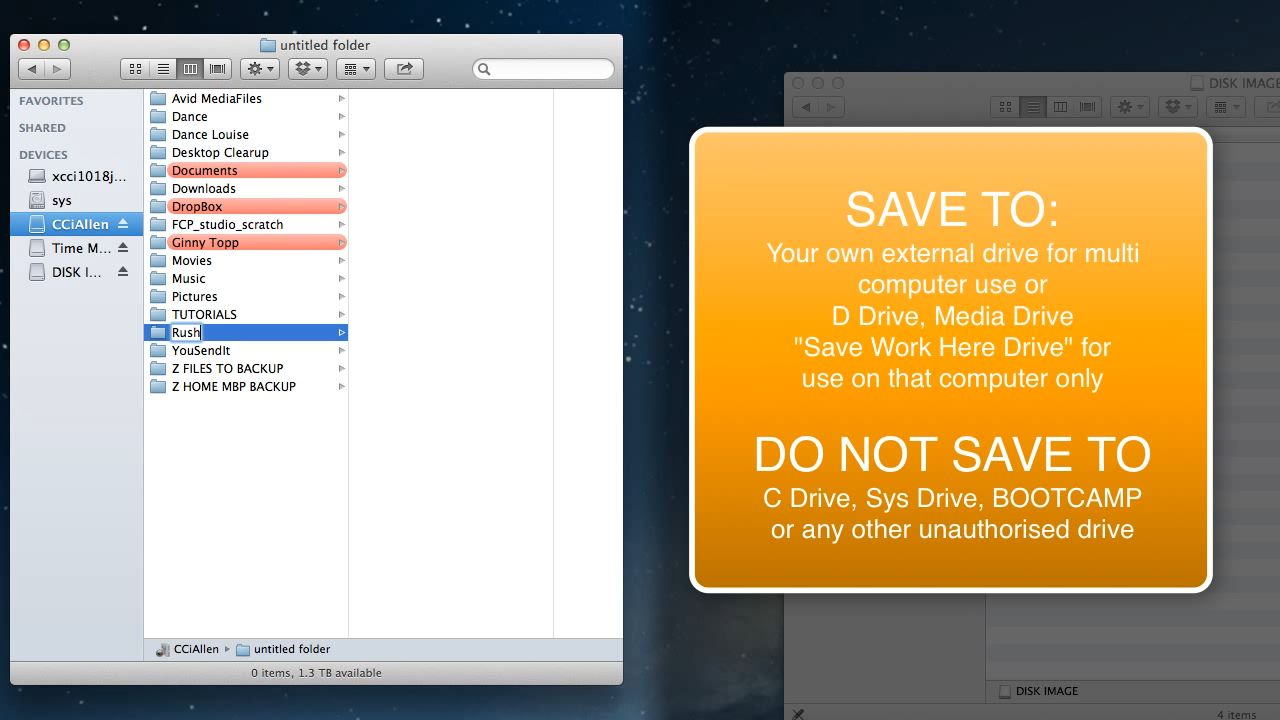 untitled folder
FAVORITES
SHARED
DEVICES
xcci1018j...
sys
CCiAllen
Time M...
DISK I...
Avid MediaFiles
Dance
Dance Louise
Desktop Clearup
Documents
Downloads
DropBox
FCP_studio_scratch
Ginny Topp
Movies
Music
Pictures
TUTORIALS
Rush
YouSendIt
Z FILES TO BACKUP
Z HOME MBP BACKUP
CCiAllen
untitled folder
0 items, 1.3 TB available
DISK IMAGE
SAVE TO:
Your own external drive for multi
computer use or
D Drive, Media Drive
"Save Work Here Drive" for
use on that computer only
DO NOT SAVE TO
C Drive, Sys Drive, BOOTCAMP
or any other unauthorised drive
DISK IMAGE
4 items